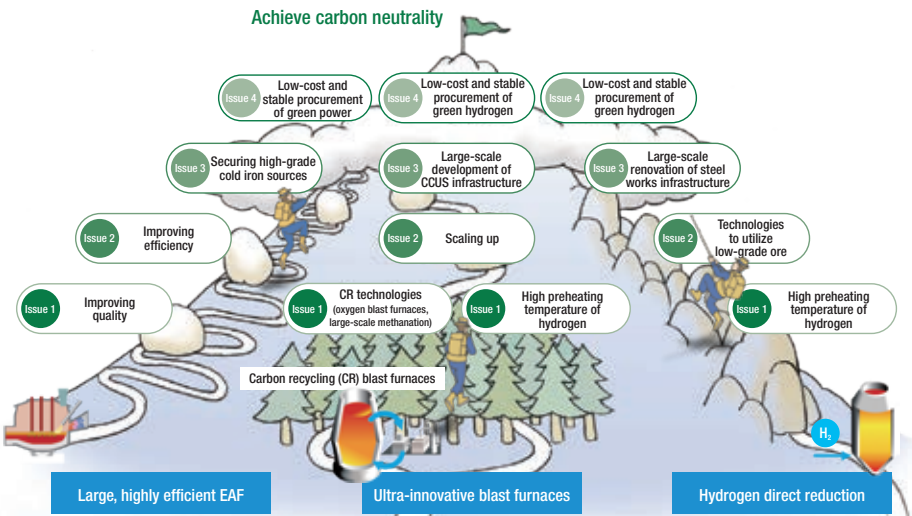 Achieve carbon neutrality
Issue 4
Low-cost and
stable procurement
of green power
Issue 4
Low-cost and stable
procurement of
green hydrogen
Issue 4
Low-cost and stable
procurement of
green hydrogen
Issue 3
Securing high-grade
cold iron sources
Issue 3
Large-scale
development of
CCUS infrastructure
Issue 3
Large-scale
renovation of steel
works infrastructure
Issue 2
Improving
efficiency
Issue 2
Scaling up
Issue 2
Technologies
to utilize
low-grade ore
Issue 1
Improving
quality
Issue 1
CR technologies
(oxygen blast furnaces,
large-scale methanation)
Issue 1
High preheating
temperature of
hydrogen
Issue 1
High preheating
temperature of
hydrogen
Carbon recycling (CR) blast furnaces
H₂
Large, highly efficient EAF
Ultra-innovative blast furnaces
Hydrogen direct reduction